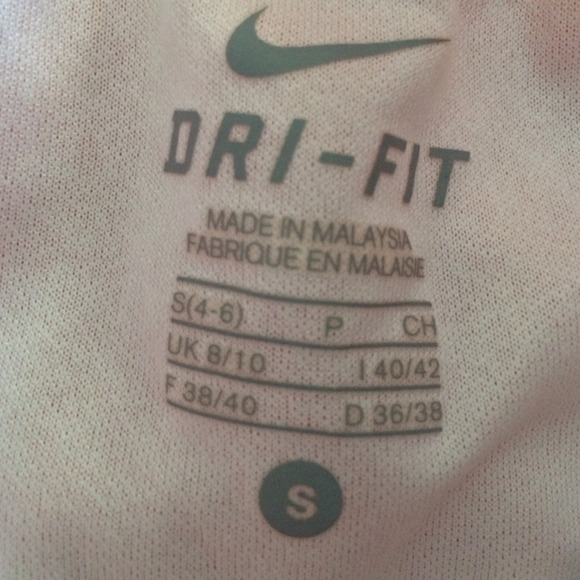 DRI-FIT
MADE IN MALAYSIA
FABRIQUE EN MALAISIE
S(4-6) P CH
UK 8/10 I 40/42
F 38/40 D 36/38
S